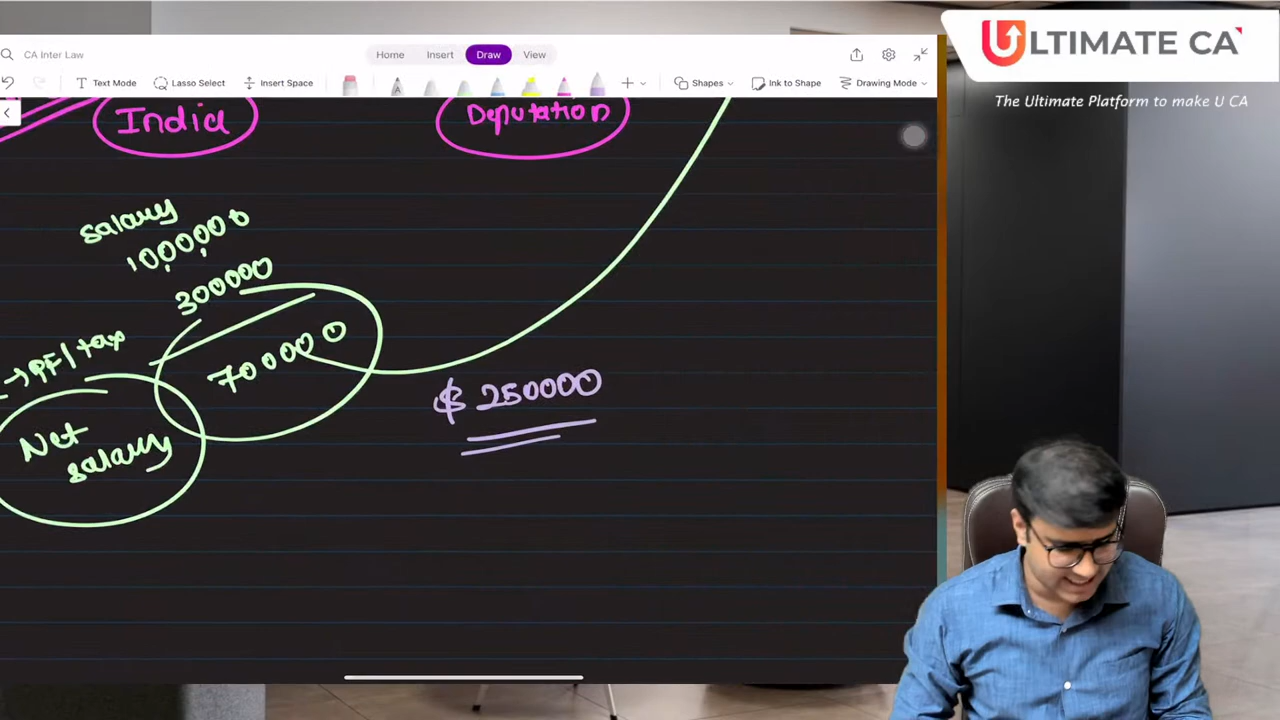 ULTIMATE CA
The Ultimate Platform to make U CA
CA Inter Law
Home Insert Draw View
Text Mode Lasso Select Insert Space Shapes Ink to Shape Drawing Mode
India
Deputation
salary
1000000
300000
700000
→ PF/tax
Net
salary
$ 250000